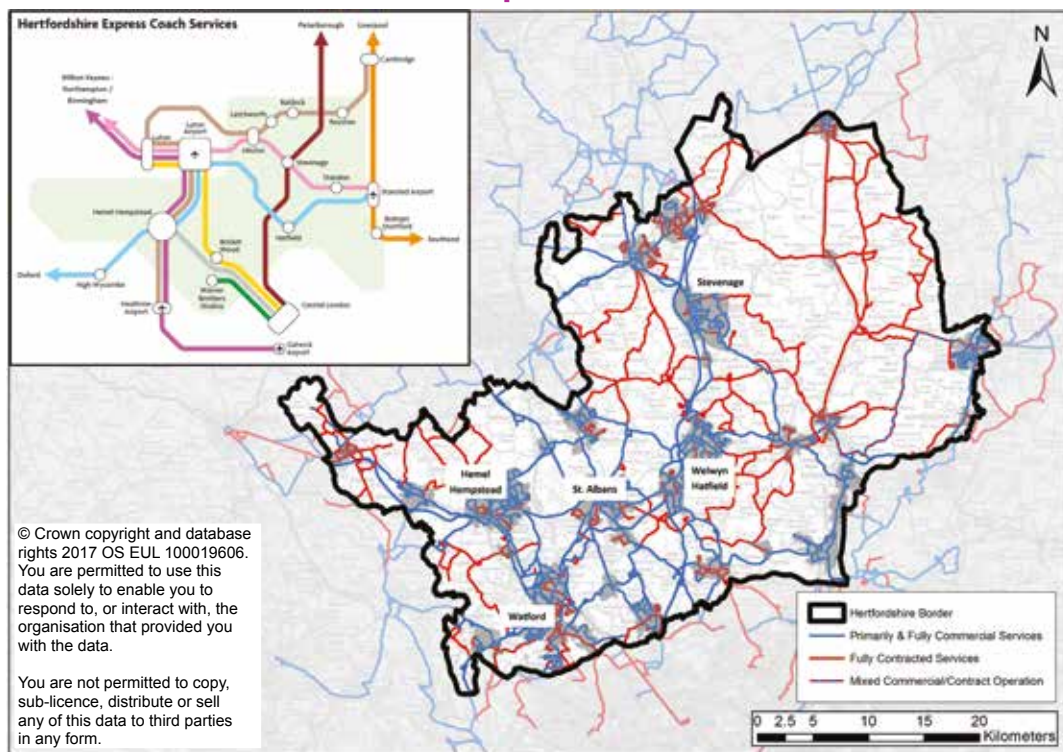 Hertfordshire Express Coach Services
Peterborough
Liverpool
Cambridge
Milton Keynes -
Northampton /
Birmingham
Baldock
Letchworth
Royston
Luton
Airport
Luton
Hitchin
Stevenage
Standon
Stansted Airport
Hemel Hempstead
Hertford
Southend
Oxford
High Wycombe
Warner
Brothers
Studios
Central London
Heathrow
Airport
Gatwick
Airport
N
Stevenage
Hemel
Hempstead
St. Albans
Welwyn
Hatfield
Watford
© Crown copyright and database
rights 2017 OS EUL 100019606.
You are permitted to use this
data solely to enable you to
respond to, or interact with, the
organisation that provided you
with the data.
You are not permitted to copy,
sub-licence, distribute or sell
any of this data to third parties
in any form.
Hertfordshire Border
Primarily & Fully Commercial Services
Fully Contracted Services
Mixed Commercial/Contract Operation
0 2.5 5 10 15 20
Kilometers